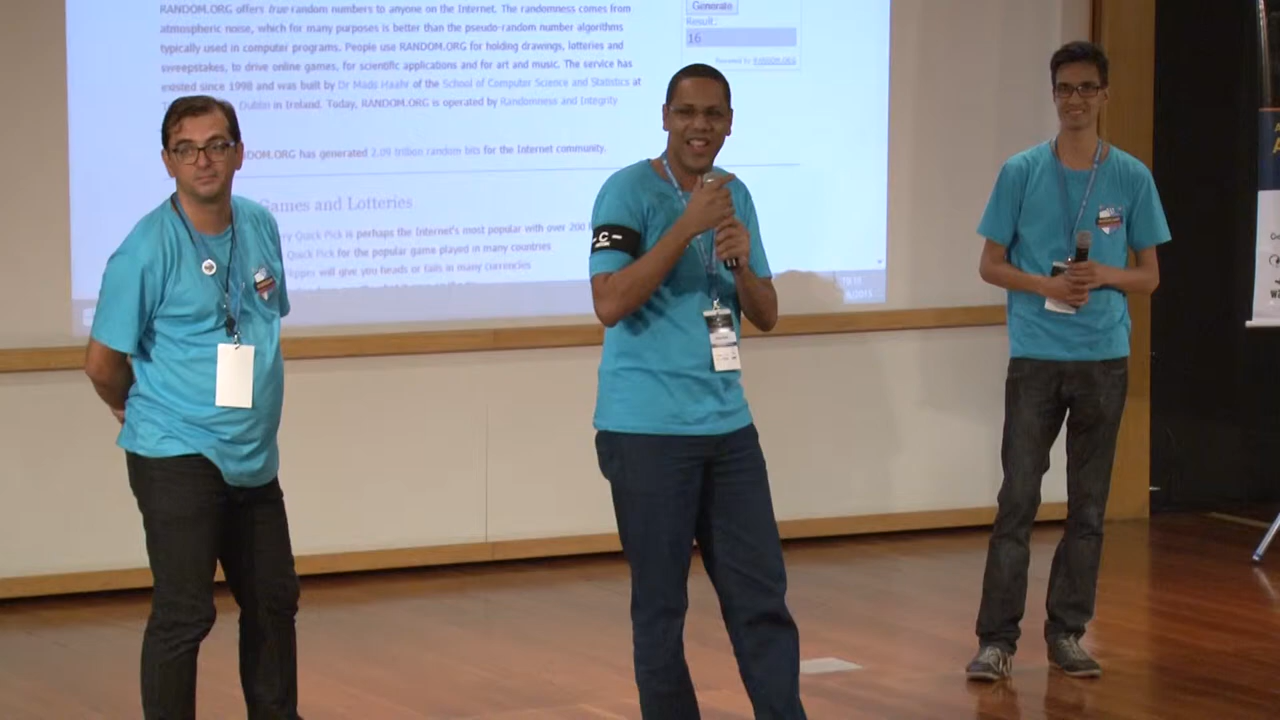 RANDOM.ORG offers true random numbers to anyone on the Internet. The randomness comes from
atmospheric noise, which for many purposes is better than the pseudo-random number algorithms
typically used in computer programs. People use RANDOM.ORG for holding drawings, lotteries and
sweepstakes, to drive online games, for scientific applications and for art and music. The service has
existed since 1998 and was built by Dr Mads Haahr of the School of Computer Science and Statistics at
Dublin in Ireland. Today, RANDOM.ORG is operated by Randomness and Integrity
DOM.ORG has generated 2.09 trillion random bits for the Internet community.
Games and Lotteries
ry Quick Pick is perhaps the Internet's most popular with over 200
Quick Pick for the popular game played in many countries
will give you heads or tails in many currencies
Generate
Result:
16
Powered by RANDOM.ORG
-C-